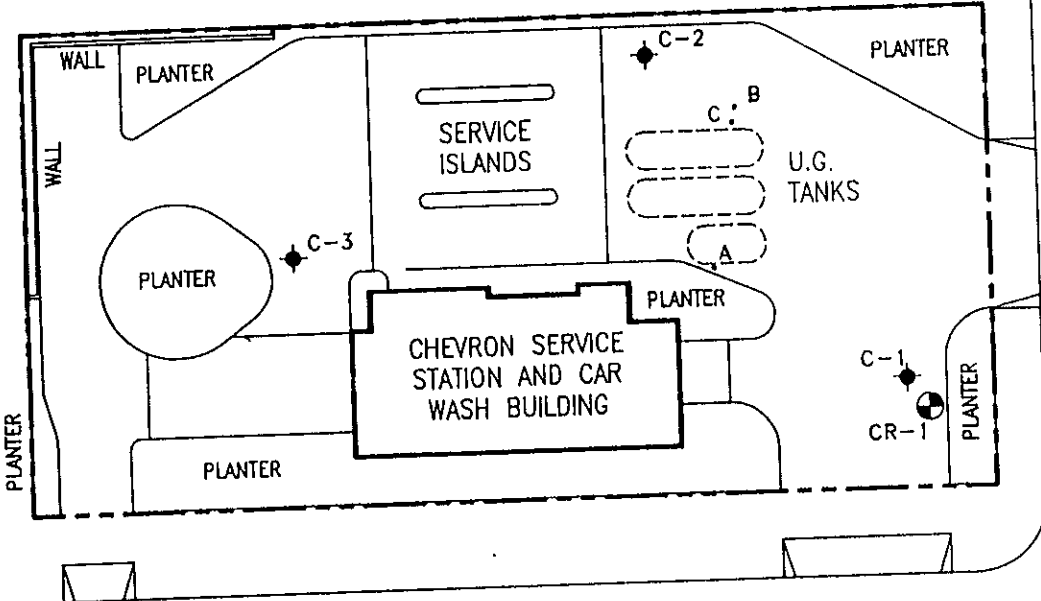 C-2
WALL
PLANTER
PLANTER
B
C
SERVICE
ISLANDS
WALL
U.G.
TANKS
C-3
A
PLANTER
PLANTER
CHEVRON SERVICE
STATION AND CAR
WASH BUILDING
C-1
PLANTER
CR-1
PLANTER
PLANTER